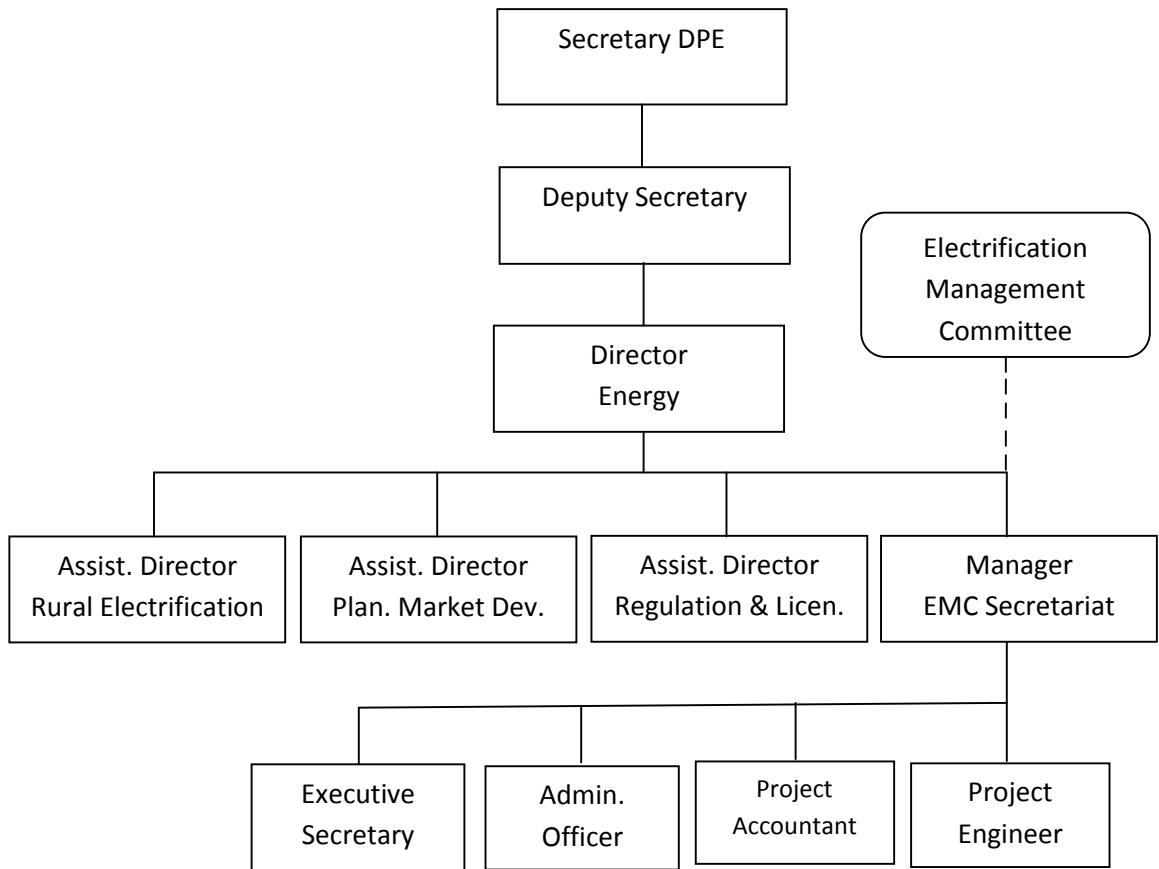 Secretary DPE
Deputy Secretary
Electrification
Management
Committee
Director
Energy
Assist. Director
Rural Electrification
Assist. Director
Plan. Market Dev.
Assist. Director
Regulation & Licen.
Manager
EMC Secretariat
Executive
Secretary
Admin.
Officer
Project
Accountant
Project
Engineer